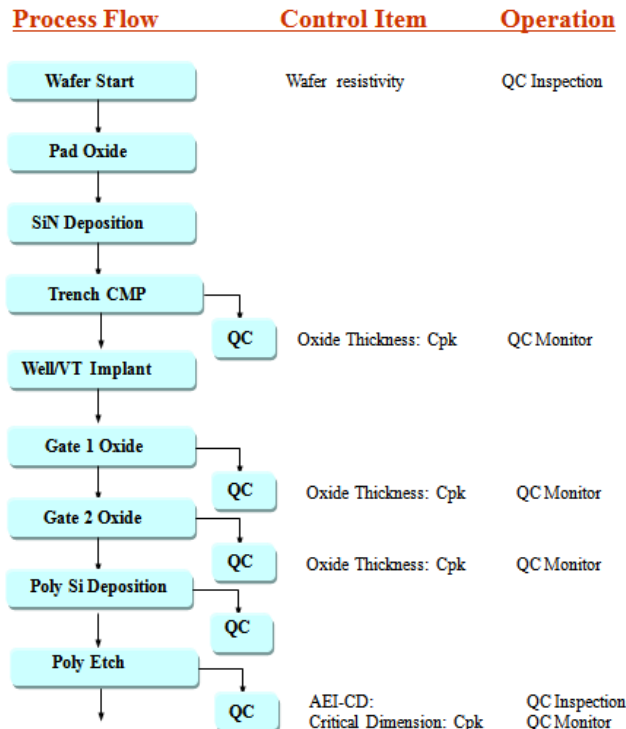 Process Flow Control Item Operation
Wafer Start Wafer resistivity QC Inspection
Pad Oxide
SiN Deposition
Trench CMP
QC Oxide Thickness: Cpk QC Monitor
Well/VT Implant
Gate 1 Oxide
QC Oxide Thickness: Cpk QC Monitor
Gate 2 Oxide
QC Oxide Thickness: Cpk QC Monitor
Poly Si Deposition
QC
Poly Etch
QC AEI-CD: QC Inspection
Critical Dimension: Cpk QC Monitor